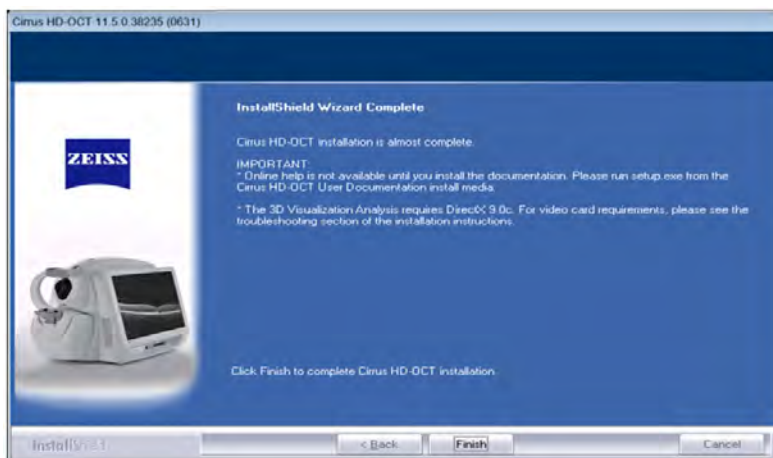 Cirrus HD-OCT 11.5.0.38235 (0631)
InstallShield Wizard Complete
Cirrus HD-OCT installation is almost complete.
IMPORTANT:
* Online help is not available until you install the documentation. Please run setup.exe from the
Cirrus HD-OCT User Documentation install media.
* The 3D Visualization Analysis requires DirectX 9.0c. For video card requirements, please see the
troubleshooting section of the installation instructions.
ZEISS
Click Finish to complete Cirrus HD-OCT installation.
< Back
Finish
Cancel